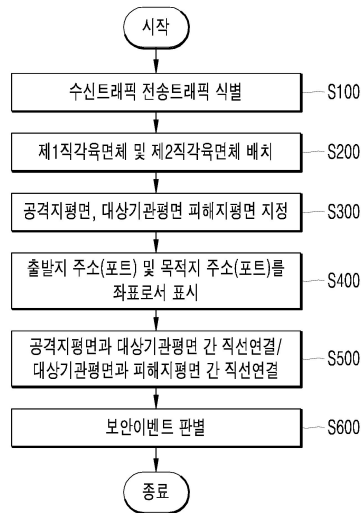 시작
수신트래픽 전송트래픽 식별
S100
제1직각육면체 및 제2직각육면체 배치
S200
공격지평면, 대상기관평면 피해지평면 지정
S300
출발지 주소(포트) 및 목적지 주소(포트)를
좌표로서 표시
S400
공격지평면과 대상기관평면 간 직선연결/
대상기관평면과 피해지평면 간 직선연결
S500
보안이벤트 판별
S600
종료